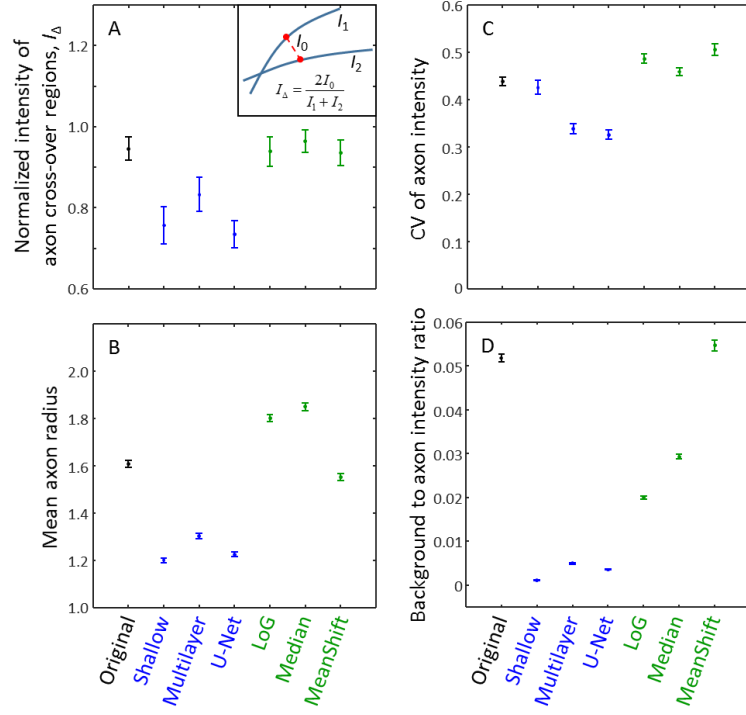 A
Normalized intensity of
axon cross-over regions, I_Δ
1.2
1.0
0.8
0.6
I₁
I₀
I₂
I_Δ = 2I₀ / (I₁ + I₂)
C
CV of axon intensity
0.6
0.5
0.4
0.3
0.2
0.1
0
B
Mean axon radius
2.0
1.8
1.6
1.4
1.2
1.0
Original
Shallow
Multilayer
U-Net
LoG
Median
MeanShift
D
Background to axon intensity ratio
0.06
0.05
0.04
0.03
0.02
0.01
0
Original
Shallow
Multilayer
U-Net
LoG
Median
MeanShift